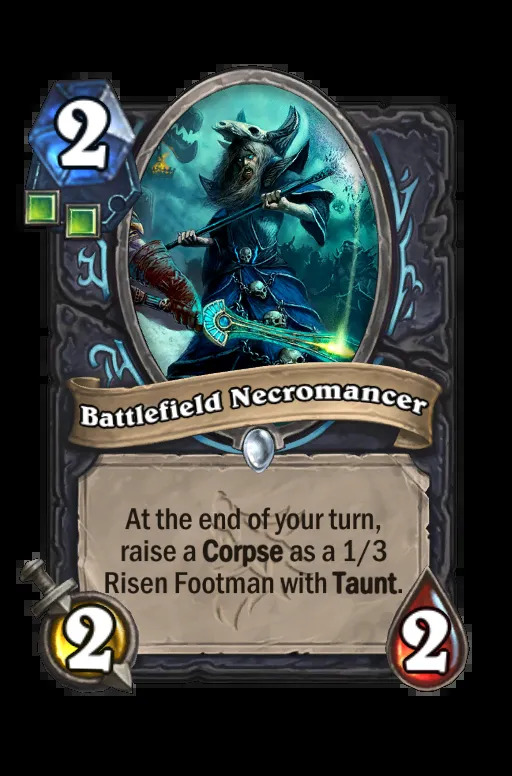 2
Battlefield Necromancer
At the end of your turn,
raise a Corpse as a 1/3
Risen Footman with Taunt.
2
2